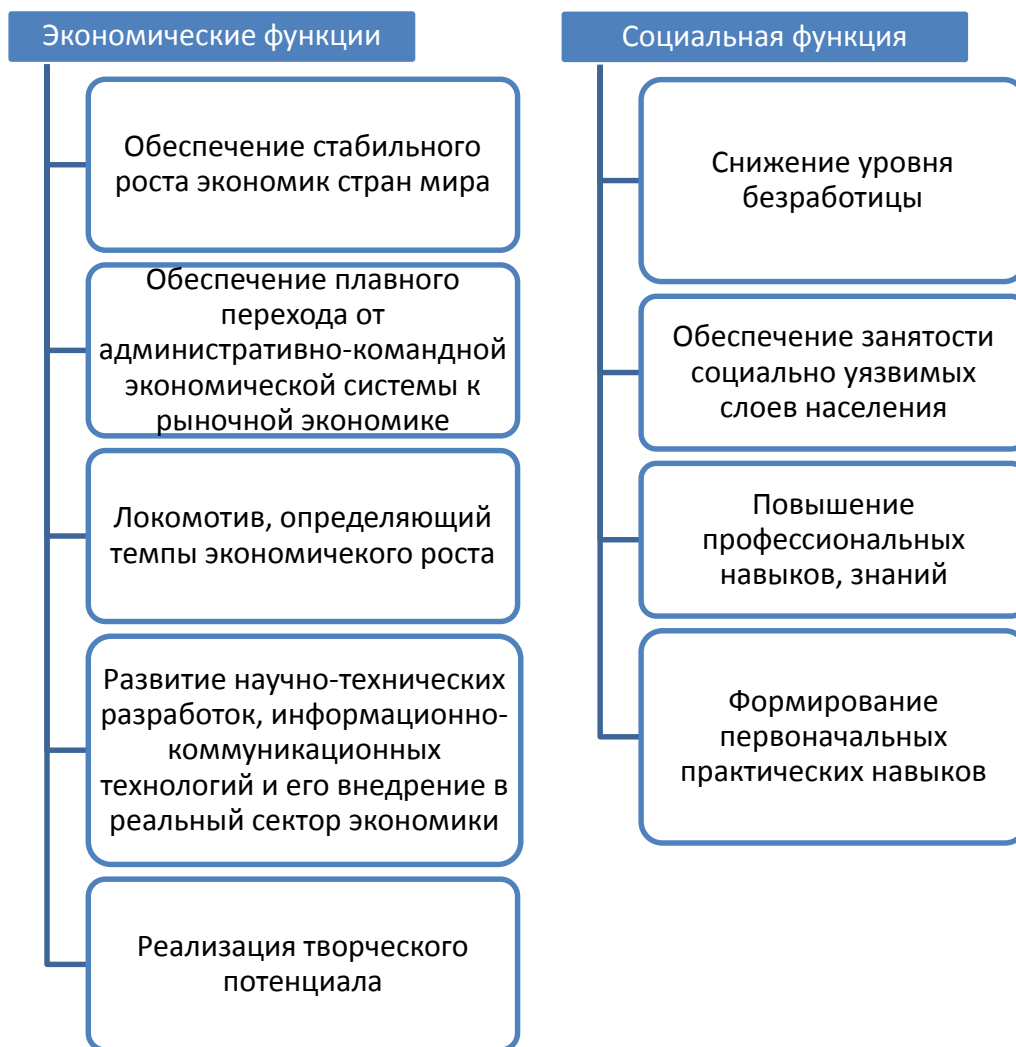 Экономические функции
Обеспечение стабильного
роста экономик стран мира
Обеспечение плавного
перехода от
административно-командной
экономической системы к
рыночной экономике
Локомотив, определяющий
темпы экономичекого роста
Развитие научно-технических
разработок, информационно-
коммуникационных
технологий и его внедрение в
реальный сектор экономики
Реализация творческого
потенциала
Социальная функция
Снижение уровня
безработицы
Обеспечение занятости
социально уязвимых
слоев населения
Повышение
профессиональных
навыков, знаний
Формирование
первоначальных
практических навыков